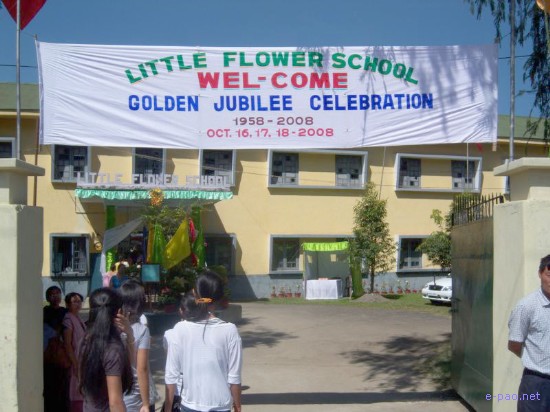 LITTLE FLOWER SCHOOL
WEL-COME
GOLDEN JUBILEE CELEBRATION
1958-2008
OCT. 16, 17, 18-2008
LITTLE FLOWER SCHOOL
e-pao.net